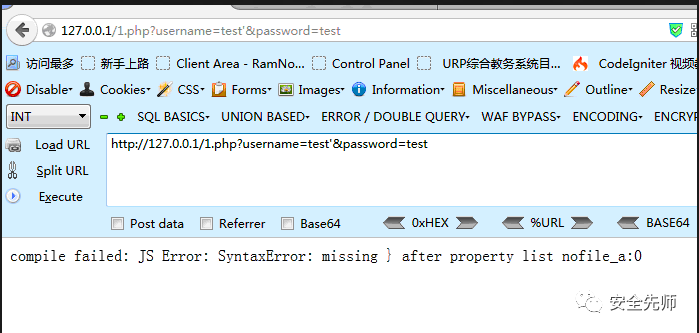 127.0.0.1/1.php?username=test'&password=test
访问最多 新手上路 Client Area - RamNo... Control Panel URP综合教务系统目... CodeIgniter 视频
Disable▾ Cookies▾ CSS▾ Forms▾ Images▾ Information▾ Miscellaneous▾ Outline▾ Resize
INT SQL BASICS▾ UNION BASED▾ ERROR / DOUBLE QUERY▾ WAF BYPASS▾ ENCODING▾ ENCRYP
Load URL http://127.0.0.1/1.php?username=test'&password=test
Split URL
Execute
Post data Referrer Base64 0xHEX %URL BASE64
compile failed: JS Error: SyntaxError: missing } after property list nofile_a:0
安全先师